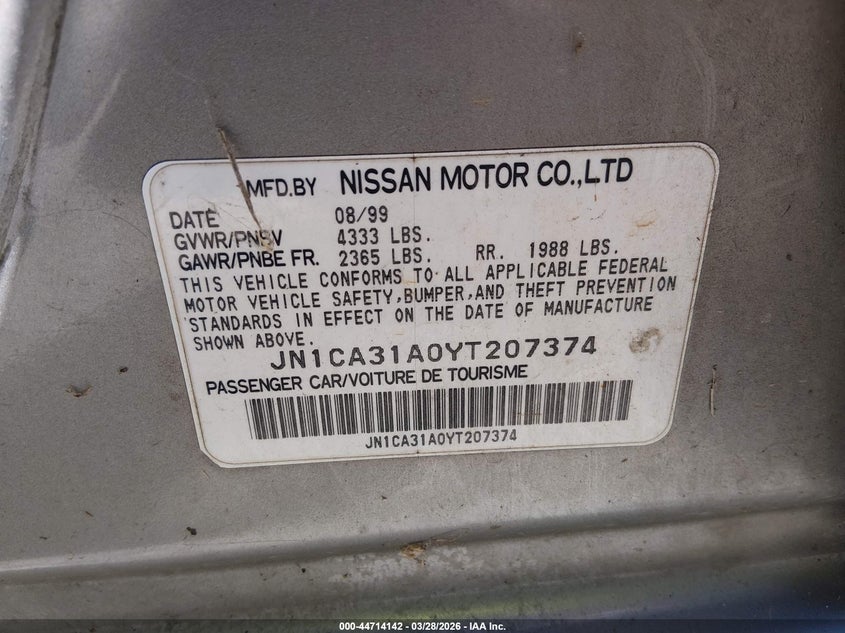 MFD.BY NISSAN MOTOR CO.,LTD
DATE 08/99
GVWR/PNBV 4333 LBS.
GAWR/PNBE FR. 2365 LBS. RR. 1988 LBS.
THIS VEHICLE CONFORMS TO ALL APPLICABLE FEDERAL
MOTOR VEHICLE SAFETY,BUMPER,AND THEFT PREVENTION
STANDARDS IN EFFECT ON THE DATE OF MANUFACTURE
SHOWN ABOVE.
JN1CA31A0YT207374
PASSENGER CAR/VOITURE DE TOURISME
JN1CA31A0YT207374
000-44714142 | 03/28/2026 - IAA Inc.